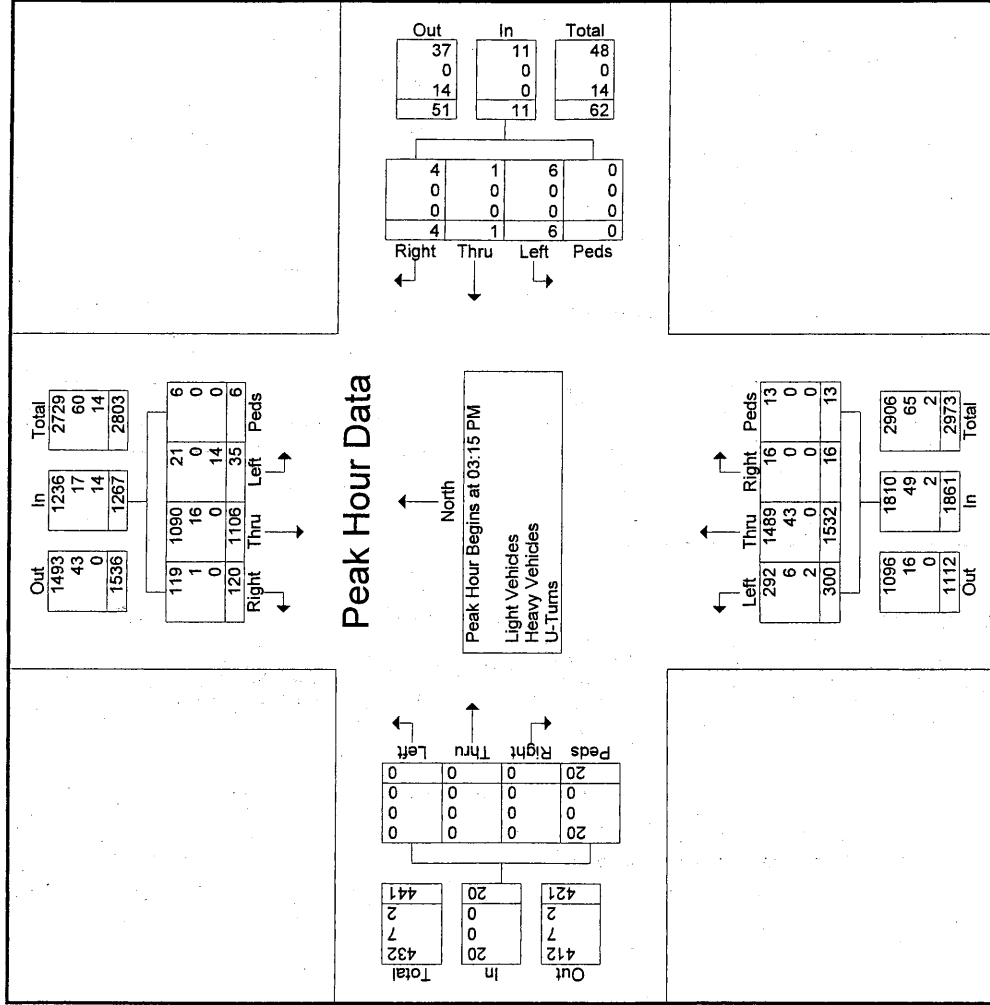 Out In Total
37 11 48
0 0 0
14 0 14
51 11 62
4 1 6 0
0 0 0 0
0 0 0 0
4 1 6 0
Right Thru Left Peds
Out In Total
1493 1236 2729
43 17 60
0 14 14
1536 1267 2803
119 1090 21 6
1 16 0 0
0 0 14 0
120 1106 35 6
Right Thru Left Peds
Peak Hour Data
North
Peak Hour Begins at 03:15 PM
Light Vehicles
Heavy Vehicles
U-Turns
Left Thru Right Peds
292 1489 16 13
6 43 0 0
2 0 0 0
300 1532 16 13
1096 1810 2906
16 49 65
0 2 2
1112 1861 2973
Out In Total
Left Thru Right Peds
0 0 0 20
0 0 0 0
0 0 0 0
0 0 0 20
Total In Out
432 20 412
7 0 7
2 0 2
441 20 421